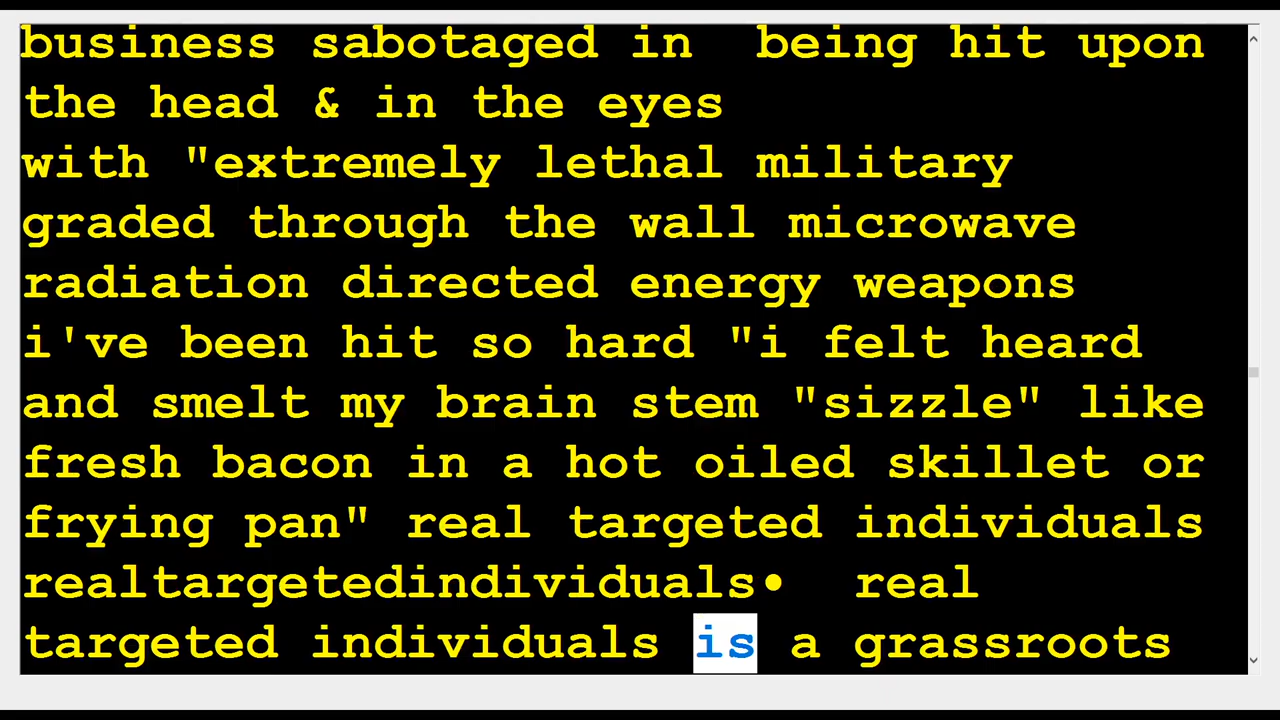 business sabotaged in  being hit upon
the head & in the eyes
with "extremely lethal military
graded through the wall microwave
radiation directed energy weapons
i've been hit so hard "i felt heard
and smelt my brain stem "sizzle" like
fresh bacon in a hot oiled skillet or
frying pan" real targeted individuals
realtargetedindividuals•  real
targeted individuals is a grassroots